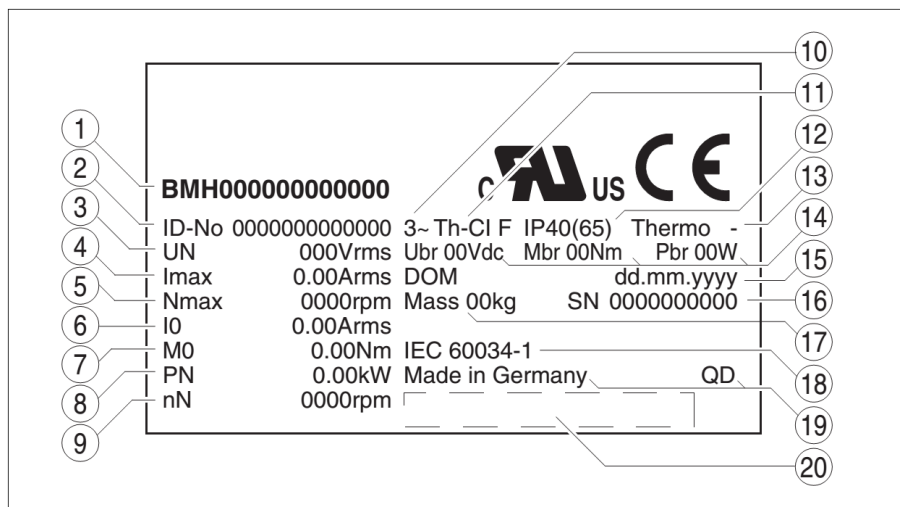 10
11
1
12
2
BMH000000000000
c RU US CE
13
3
ID-No 0000000000000 3~ Th-CI F IP40(65) Thermo -
14
4
UN 000Vrms Ubr 00Vdc Mbr 00Nm Pbr 00W
15
5
Imax 0.00Arms DOM dd.mm.yyyy
16
6
Nmax 0000rpm Mass 00kg SN 0000000000
17
7
I0 0.00Arms
M0 0.00Nm IEC 60034-1
18
8
PN 0.00kW Made in Germany QD
19
9
nN 0000rpm
20